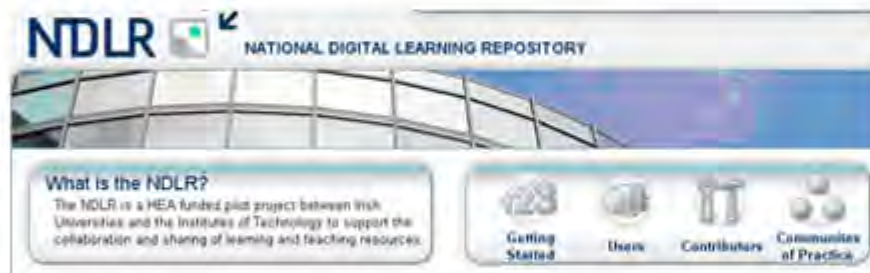 NDLR
NATIONAL DIGITAL LEARNING REPOSITORY
What is the NDLR?
The NDLR is a HEA funded pilot project between Irish
Universities and the Institutes of Technology to support the
collaboration and sharing of learning and teaching resources.
123
Getting
Started
Users
Contributors
Communities
of Practice